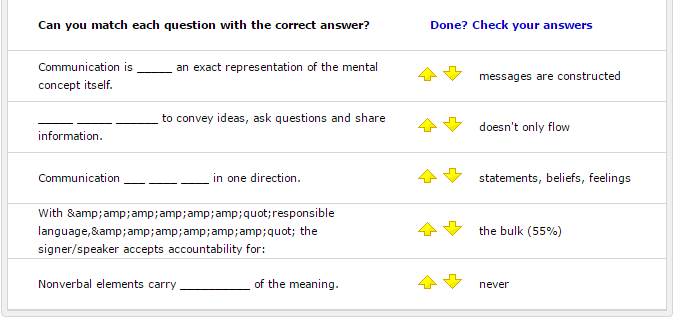 Can you match each question with the correct answer? Done? Check your answers
Communication is _____ an exact representation of the mental
concept itself.
messages are constructed
_____ _____ ______ to convey ideas, ask questions and share
information.
doesn't only flow
Communication ___ ____ ____ in one direction.
statements, beliefs, feelings
With &amp;amp;amp;amp;amp;amp;quot;responsible
language,&amp;amp;amp;amp;amp;amp;quot; the
signer/speaker accepts accountability for:
the bulk (55%)
Nonverbal elements carry __________ of the meaning.
never